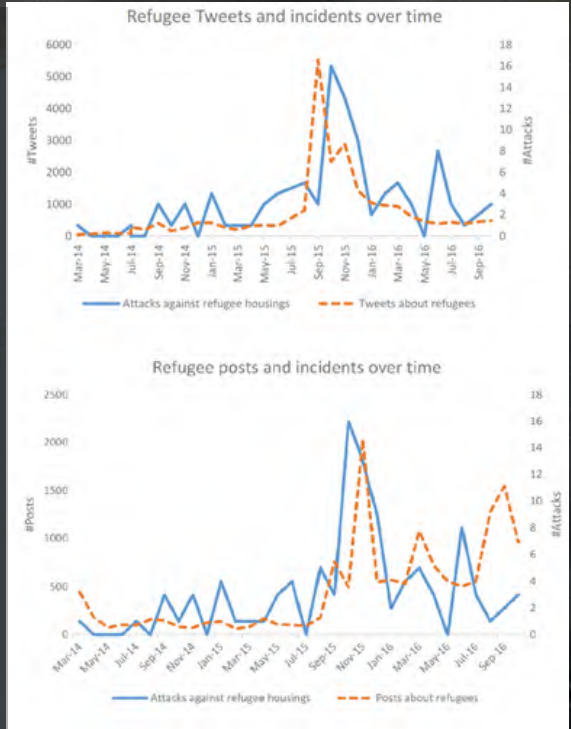 Refugee Tweets and incidents over time
6000
5000
4000
3000
2000
1000
0
#Tweets
18
16
14
12
10
8
6
4
2
0
#Attacks
Mar-14
May-14
Jul-14
Sep-14
Nov-14
Jan-15
Mar-15
May-15
Jul-15
Sep-15
Nov-15
Jan-16
Mar-16
May-16
Jul-16
Sep-16
Attacks against refugee housings Tweets about refugees
Refugee posts and incidents over time
2500
2000
1500
1000
500
0
#Posts
18
16
14
12
10
8
6
4
2
0
#Attacks
Mar-14
May-14
Jul-14
Sep-14
Nov-14
Jan-15
Mar-15
May-15
Jul-15
Sep-15
Nov-15
Jan-16
Mar-16
May-16
Jul-16
Sep-16
Attacks against refugee housings Posts about refugees